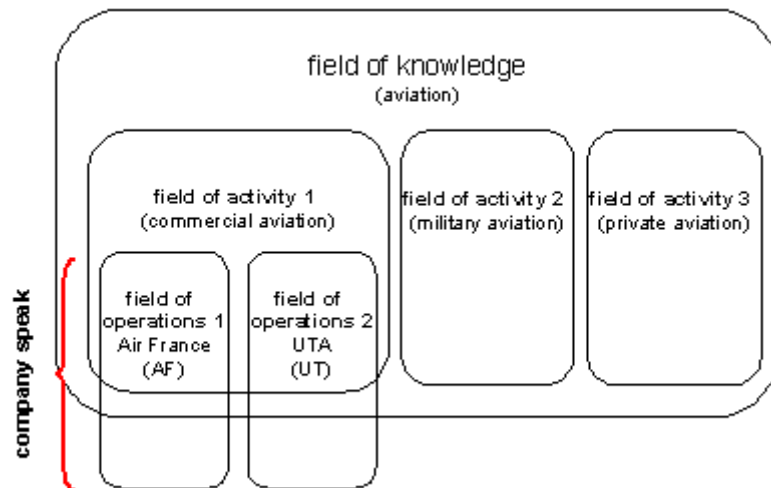 field of knowledge
(aviation)
field of activity 1
(commercial aviation)
field of activity 2
(military aviation)
field of activity 3
(private aviation)
company speak
field of
operations 1
Air France
(AF)
field of
operations 2
UTA
(UT)